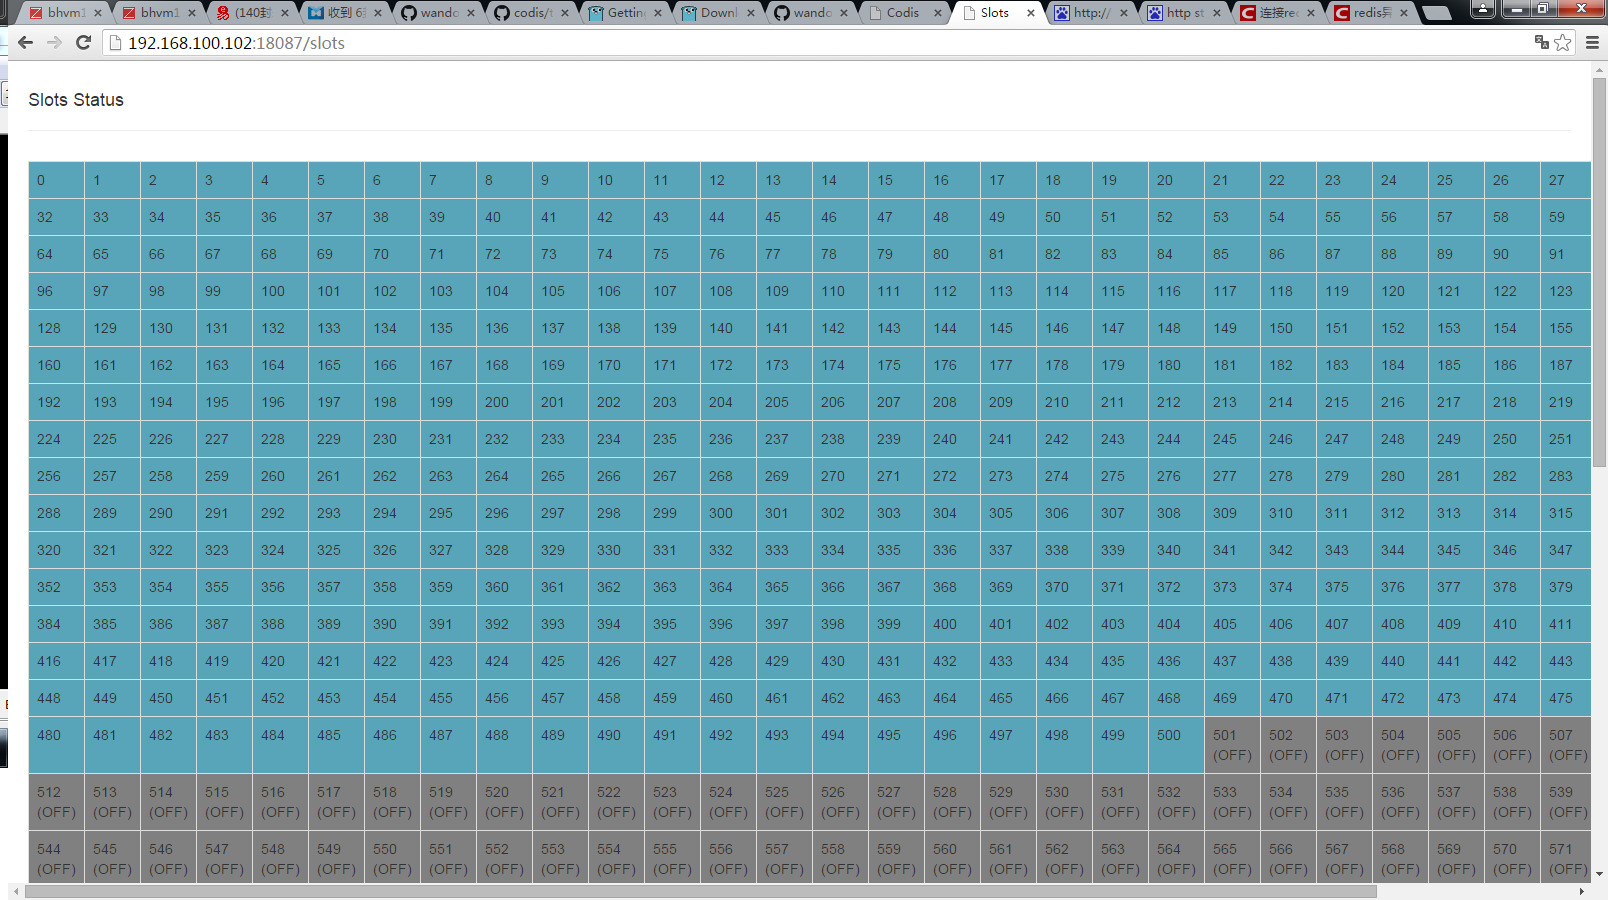 bhvm1 bhvm1 (140封 收到 wando codis/t Gettin Downl wando Codis Slots http:// http st 连接re redis异
192.168.100.102:18087/slots
Slots Status
0 1 2 3 4 5 6 7 8 9 10 11 12 13 14 15 16 17 18 19 20 21 22 23 24 25 26 27
32 33 34 35 36 37 38 39 40 41 42 43 44 45 46 47 48 49 50 51 52 53 54 55 56 57 58 59
64 65 66 67 68 69 70 71 72 73 74 75 76 77 78 79 80 81 82 83 84 85 86 87 88 89 90 91
96 97 98 99 100 101 102 103 104 105 106 107 108 109 110 111 112 113 114 115 116 117 118 119 120 121 122 123
128 129 130 131 132 133 134 135 136 137 138 139 140 141 142 143 144 145 146 147 148 149 150 151 152 153 154 155
160 161 162 163 164 165 166 167 168 169 170 171 172 173 174 175 176 177 178 179 180 181 182 183 184 185 186 187
192 193 194 195 196 197 198 199 200 201 202 203 204 205 206 207 208 209 210 211 212 213 214 215 216 217 218 219
224 225 226 227 228 229 230 231 232 233 234 235 236 237 238 239 240 241 242 243 244 245 246 247 248 249 250 251
256 257 258 259 260 261 262 263 264 265 266 267 268 269 270 271 272 273 274 275 276 277 278 279 280 281 282 283
288 289 290 291 292 293 294 295 296 297 298 299 300 301 302 303 304 305 306 307 308 309 310 311 312 313 314 315
320 321 322 323 324 325 326 327 328 329 330 331 332 333 334 335 336 337 338 339 340 341 342 343 344 345 346 347
352 353 354 355 356 357 358 359 360 361 362 363 364 365 366 367 368 369 370 371 372 373 374 375 376 377 378 379
384 385 386 387 388 389 390 391 392 393 394 395 396 397 398 399 400 401 402 403 404 405 406 407 408 409 410 411
416 417 418 419 420 421 422 423 424 425 426 427 428 429 430 431 432 433 434 435 436 437 438 439 440 441 442 443
448 449 450 451 452 453 454 455 456 457 458 459 460 461 462 463 464 465 466 467 468 469 470 471 472 473 474 475
480 481 482 483 484 485 486 487 488 489 490 491 492 493 494 495 496 497 498 499 500 501 502 503 504 505 506 507
(OFF) (OFF) (OFF) (OFF) (OFF) (OFF) (OFF)
512 513 514 515 516 517 518 519 520 521 522 523 524 525 526 527 528 529 530 531 532 533 534 535 536 537 538 539
(OFF) (OFF) (OFF) (OFF) (OFF) (OFF) (OFF) (OFF) (OFF) (OFF) (OFF) (OFF) (OFF) (OFF) (OFF) (OFF) (OFF) (OFF) (OFF) (OFF) (OFF) (OFF) (OFF) (OFF) (OFF) (OFF) (OFF) (OFF)
544 545 546 547 548 549 550 551 552 553 554 555 556 557 558 559 560 561 562 563 564 565 566 567 568 569 570 571
(OFF) (OFF) (OFF) (OFF) (OFF) (OFF) (OFF) (OFF) (OFF) (OFF) (OFF) (OFF) (OFF) (OFF) (OFF) (OFF) (OFF) (OFF) (OFF) (OFF) (OFF) (OFF) (OFF) (OFF) (OFF) (OFF) (OFF) (OFF)